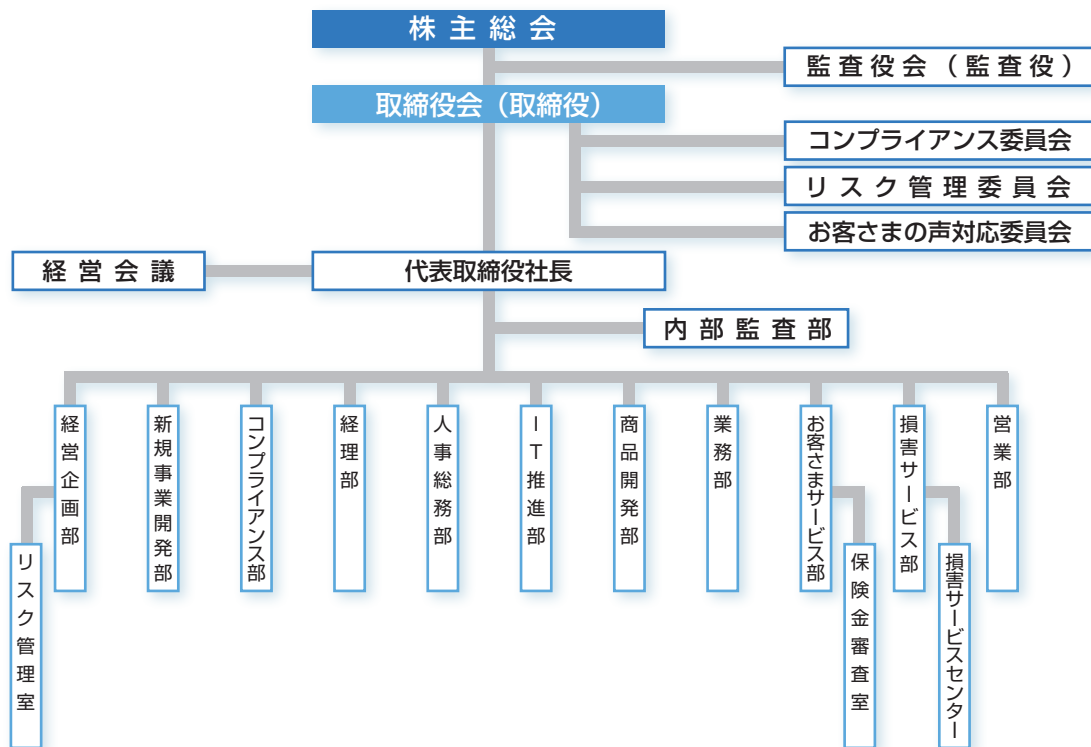 株主総会
監査役会（監査役）
取締役会（取締役）
コンプライアンス委員会
リスク管理委員会
お客さまの声対応委員会
経営会議
代表取締役社長
内部監査部
経営企画部
新規事業開発部
コンプライアンス部
経理部
人事総務部
IT推進部
商品開発部
業務部
お客さまサービス部
損害サービス部
営業部
リスク管理室
保険金審査室
損害サービスセンター